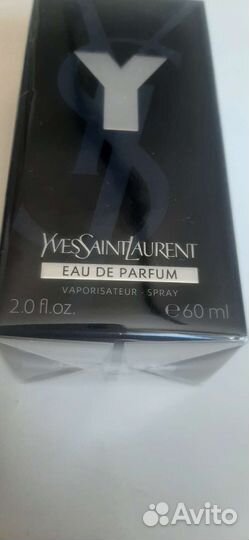 Y
YVESSAINTLAURENT
EAU DE PARFUM
VAPORISATEUR - SPRAY
2.0 fl.oz. ℮60 ml
Avito